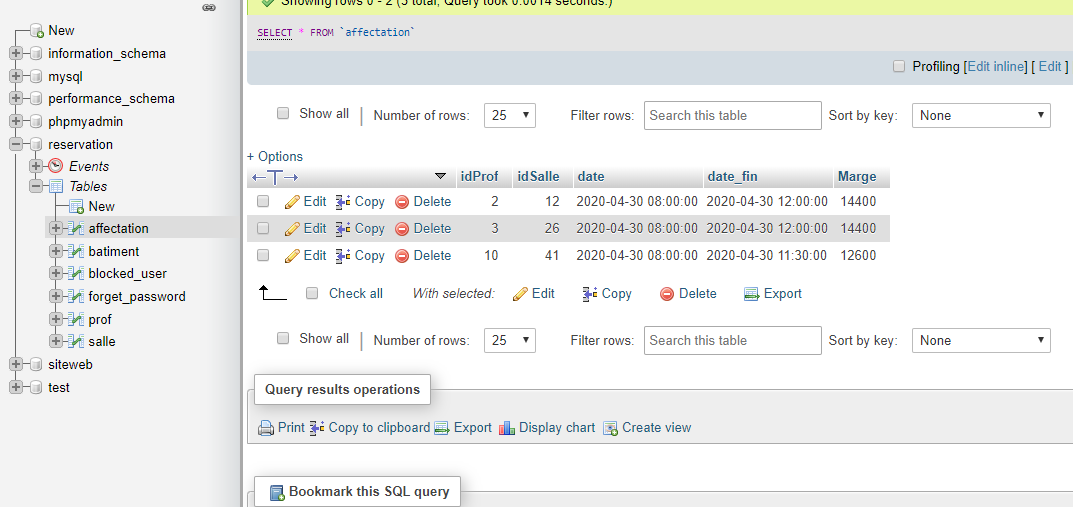 Showing rows 0 - 2 (3 total, Query took 0.0014 seconds.)
SELECT * FROM `affectation`
Profiling [Edit inline] [ Edit ]
New
information_schema
mysql
performance_schema
phpmyadmin
reservation
Events
Tables
New
affectation
batiment
blocked_user
forget_password
prof
salle
siteweb
test
Show all Number of rows: 25 Filter rows: Search this table Sort by key: None
+ Options
idProf idSalle date date_fin Marge
Edit Copy Delete 2 12 2020-04-30 08:00:00 2020-04-30 12:00:00 14400
Edit Copy Delete 3 26 2020-04-30 08:00:00 2020-04-30 12:00:00 14400
Edit Copy Delete 10 41 2020-04-30 08:00:00 2020-04-30 11:30:00 12600
Check all With selected: Edit Copy Delete Export
Show all Number of rows: 25 Filter rows: Search this table Sort by key: None
Query results operations
Print Copy to clipboard Export Display chart Create view
Bookmark this SQL query